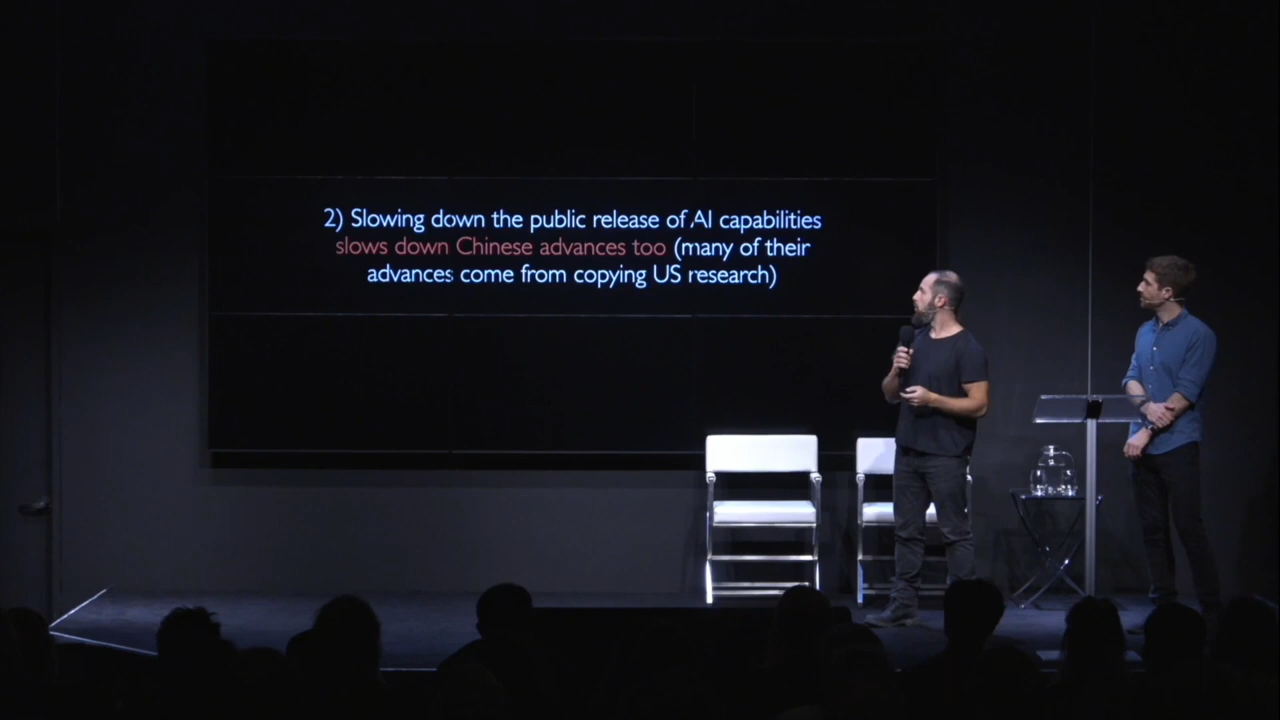 2) Slowing down the public release of AI capabilities
slows down Chinese advances too (many of their
advances come from copying US research)